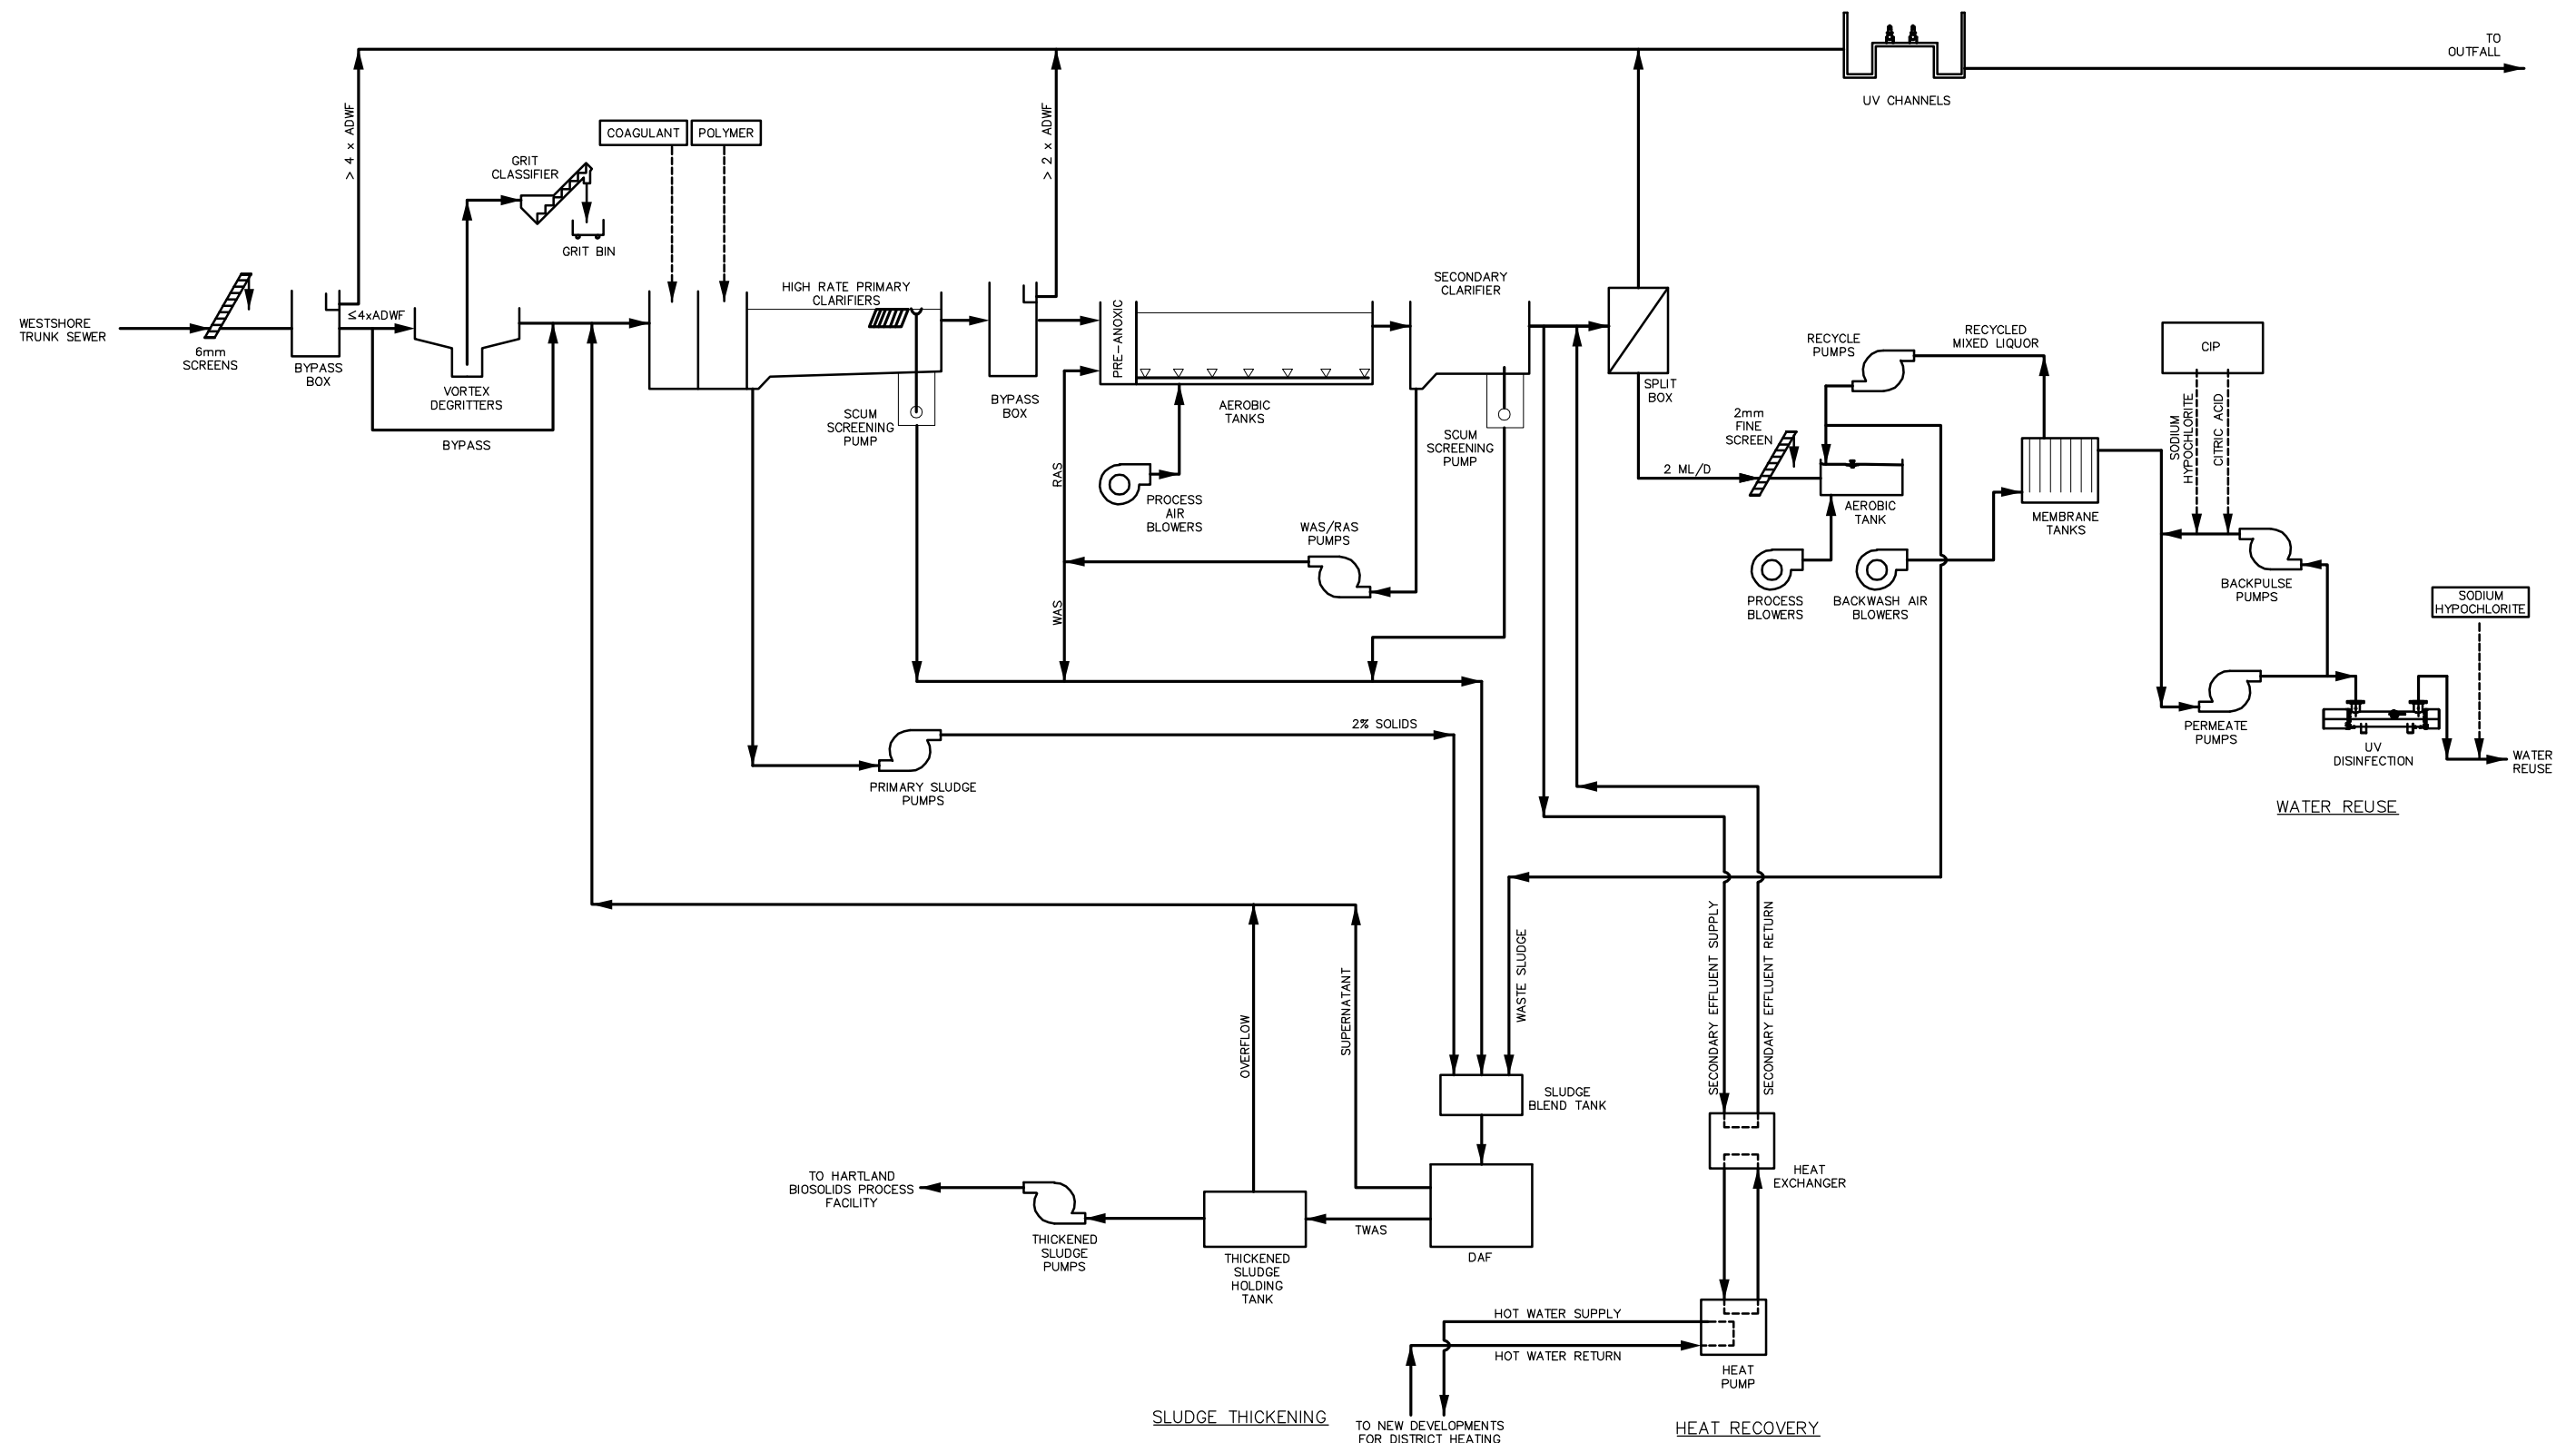 TO
OUTFALL
UV CHANNELS
> 4 x ADWF
> 2 x ADWF
COAGULANT
POLYMER
GRIT
CLASSIFIER
GRIT BIN
HIGH RATE PRIMARY
CLARIFIERS
SECONDARY
CLARIFIER
WESTSHORE
TRUNK SEWER
6mm
SCREENS
BYPASS
BOX
≤4xADWF
VORTEX
DEGRITTERS
BYPASS
SCUM
SCREENING
PUMP
BYPASS
BOX
PRE-ANOXIC
AEROBIC
TANKS
SCUM
SCREENING
PUMP
SPLIT
BOX
RECYCLE
PUMPS
RECYCLED
MIXED LIQUOR
CIP
SODIUM
HYPOCHLORITE
CITRIC ACID
2mm
FINE
SCREEN
2 ML/D
AEROBIC
TANK
MEMBRANE
TANKS
RAS
PROCESS
AIR
BLOWERS
WAS/RAS
PUMPS
WAS
PROCESS
BLOWERS
BACKWASH AIR
BLOWERS
BACKPULSE
PUMPS
SODIUM
HYPOCHLORITE
PERMEATE
PUMPS
UV
DISINFECTION
WATER
REUSE
WATER REUSE
2% SOLIDS
PRIMARY SLUDGE
PUMPS
OVERFLOW
SUPERNATANT
WASTE SLUDGE
SECONDARY EFFLUENT SUPPLY
SECONDARY EFFLUENT RETURN
SLUDGE
BLEND TANK
HEAT
EXCHANGER
TO HARTLAND
BIOSOLIDS PROCESS
FACILITY
THICKENED
SLUDGE
PUMPS
THICKENED
SLUDGE
HOLDING
TANK
TWAS
DAF
HOT WATER SUPPLY
HOT WATER RETURN
HEAT
PUMP
SLUDGE THICKENING
TO NEW DEVELOPMENTS
FOR DISTRICT HEATING
HEAT RECOVERY